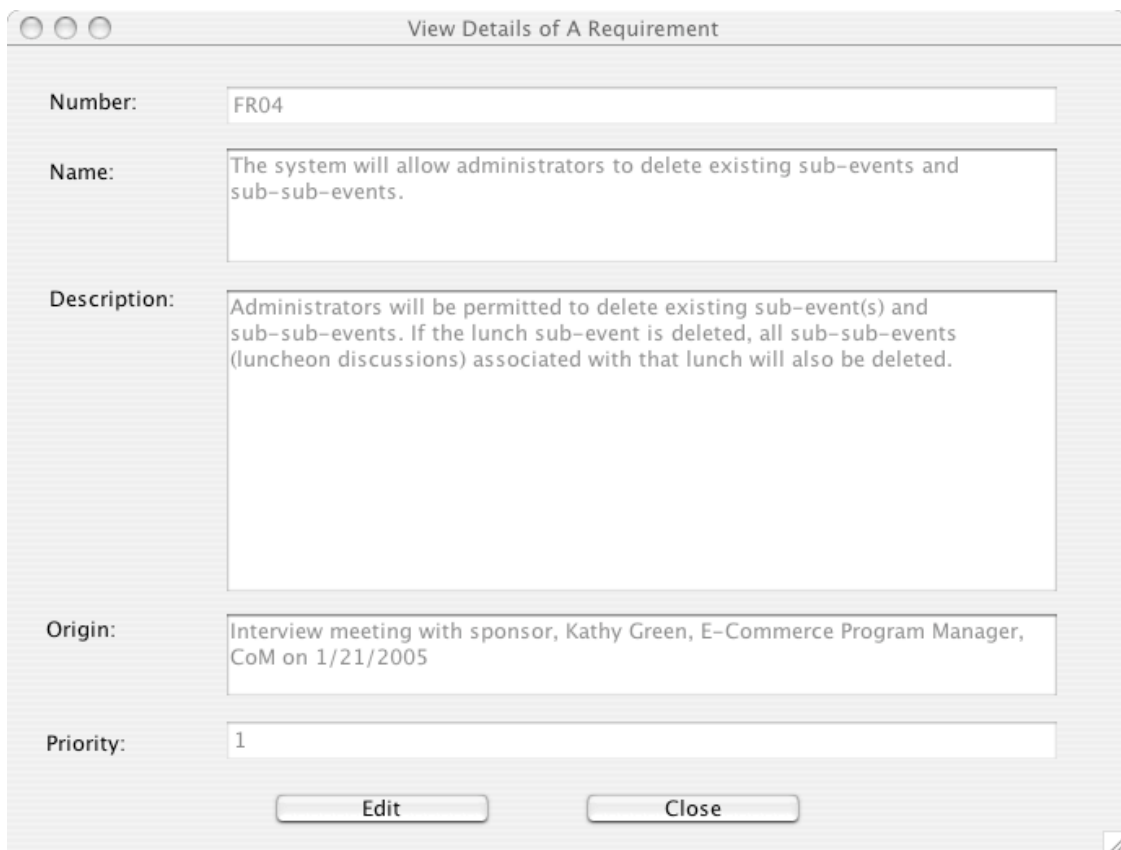 View Details of A Requirement
Number:
FR04
Name:
The system will allow administrators to delete existing sub-events and
sub-sub-events.
Description:
Administrators will be permitted to delete existing sub-event(s) and
sub-sub-events. If the lunch sub-event is deleted, all sub-sub-events
(luncheon discussions) associated with that lunch will also be deleted.
Origin:
Interview meeting with sponsor, Kathy Green, E-Commerce Program Manager,
CoM on 1/21/2005
Priority:
1
Edit
Close